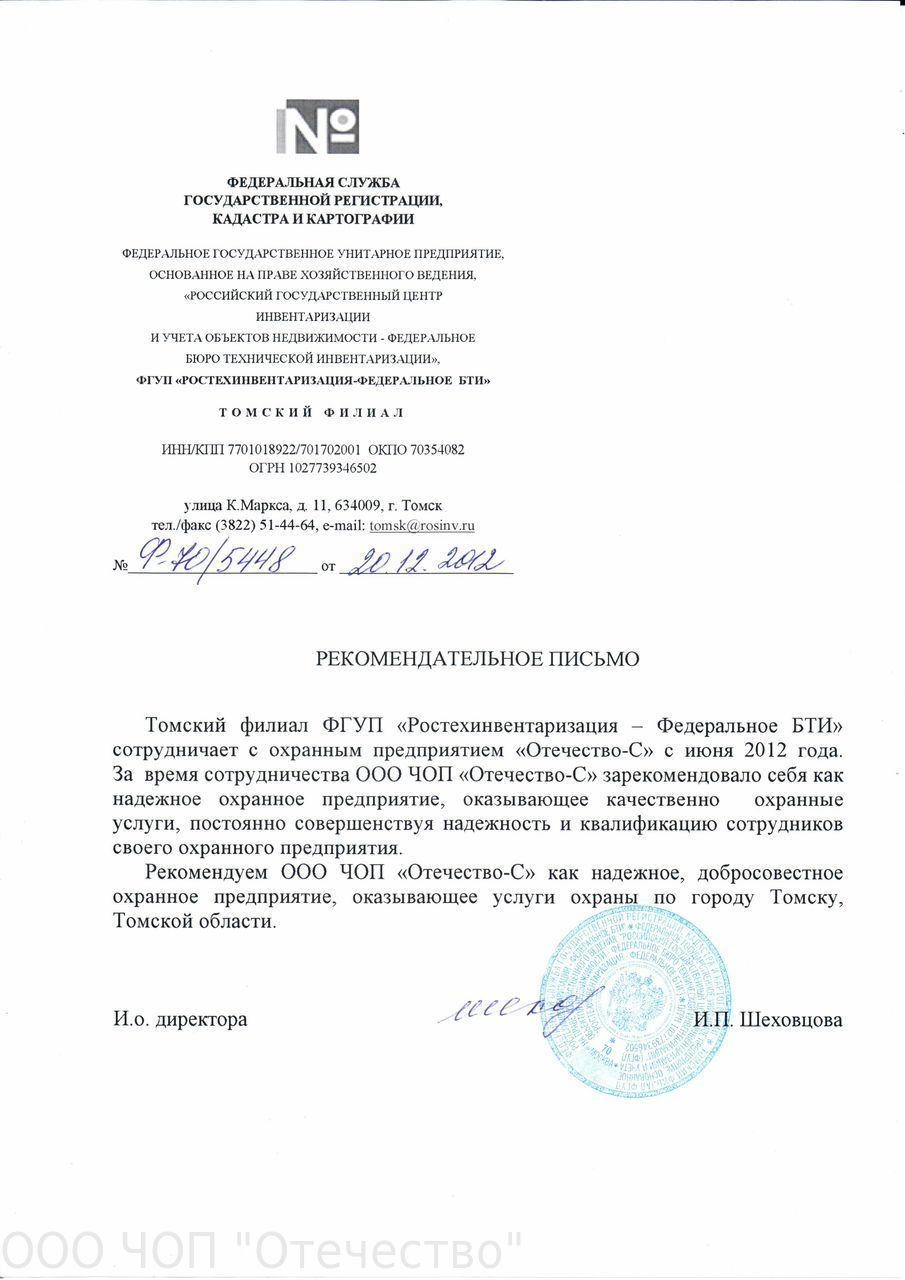 №
ФЕДЕРАЛЬНАЯ СЛУЖБА
ГОСУДАРСТВЕННОЙ РЕГИСТРАЦИИ,
КАДАСТРА И КАРТОГРАФИИ
ФЕДЕРАЛЬНОЕ ГОСУДАРСТВЕННОЕ УНИТАРНОЕ ПРЕДПРИЯТИЕ,
ОСНОВАННОЕ НА ПРАВЕ ХОЗЯЙСТВЕННОГО ВЕДЕНИЯ,
«РОССИЙСКИЙ ГОСУДАРСТВЕННЫЙ ЦЕНТР
ИНВЕНТАРИЗАЦИИ
И УЧЕТА ОБЪЕКТОВ НЕДВИЖИМОСТИ - ФЕДЕРАЛЬНОЕ
БЮРО ТЕХНИЧЕСКОЙ ИНВЕНТАРИЗАЦИИ»,
ФГУП «РОСТЕХИНВЕНТАРИЗАЦИЯ-ФЕДЕРАЛЬНОЕ БТИ»
ТОМСКИЙ ФИЛИАЛ
ИНН/КПП 7701018922/701702001 ОКПО 70354082
ОГРН 1027739346502
улица К.Маркса, д. 11, 634009, г. Томск
тел./факс (3822) 51-44-64, e-mail: tomsk@rosinv.ru
№ Ф-70/5448 от 20.12.2012
РЕКОМЕНДАТЕЛЬНОЕ ПИСЬМО
Томский филиал ФГУП «Ростехинвентаризация – Федеральное БТИ»
сотрудничает с охранным предприятием «Отечество-С» с июня 2012 года.
За время сотрудничества ООО ЧОП «Отечество-С» зарекомендовало себя как
надежное охранное предприятие, оказывающее качественно охранные
услуги, постоянно совершенствуя надежность и квалификацию сотрудников
своего охранного предприятия.
Рекомендуем ООО ЧОП «Отечество-С» как надежное, добросовестное
охранное предприятие, оказывающее услуги охраны по городу Томску,
Томской области.
И.о. директора
И.П. Шеховцова
ООО ЧОП "Отечество"